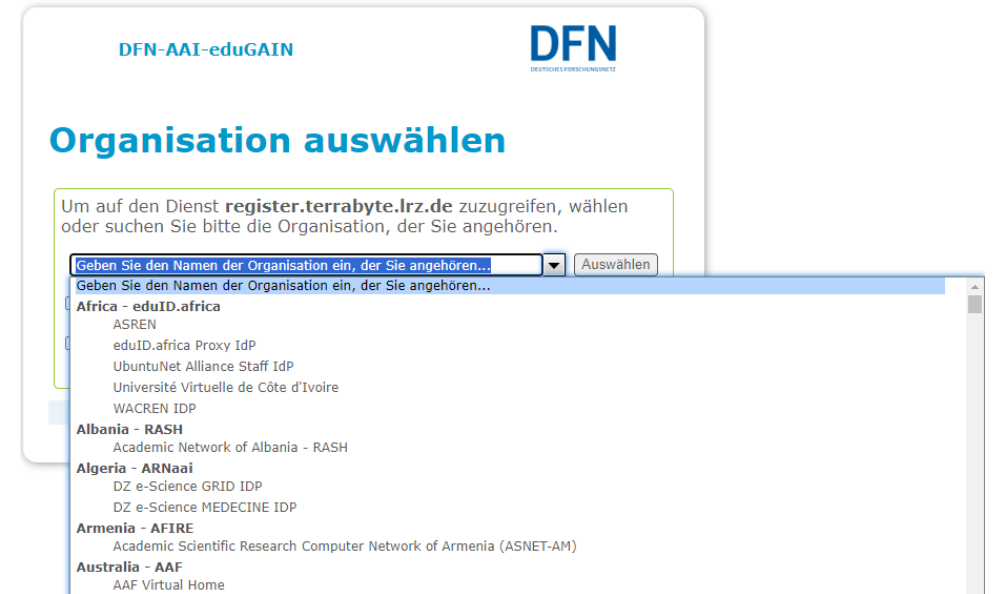 DFN-AAI-eduGAIN
DFN
DEUTSCHES FORSCHUNGSNETZ
Organisation auswählen
Um auf den Dienst register.terrabyte.lrz.de zuzugreifen, wählen
oder suchen Sie bitte die Organisation, der Sie angehören.
Geben Sie den Namen der Organisation ein, der Sie angehören...
Auswählen
Geben Sie den Namen der Organisation ein, der Sie angehören...
Africa - eduID.africa
ASREN
eduID.africa Proxy IdP
UbuntuNet Alliance Staff IdP
Université Virtuelle de Côte d'Ivoire
WACREN IDP
Albania - RASH
Academic Network of Albania - RASH
Algeria - ARNaai
DZ e-Science GRID IDP
DZ e-Science MEDECINE IDP
Armenia - AFIRE
Academic Scientific Research Computer Network of Armenia (ASNET-AM)
Australia - AAF
AAF Virtual Home